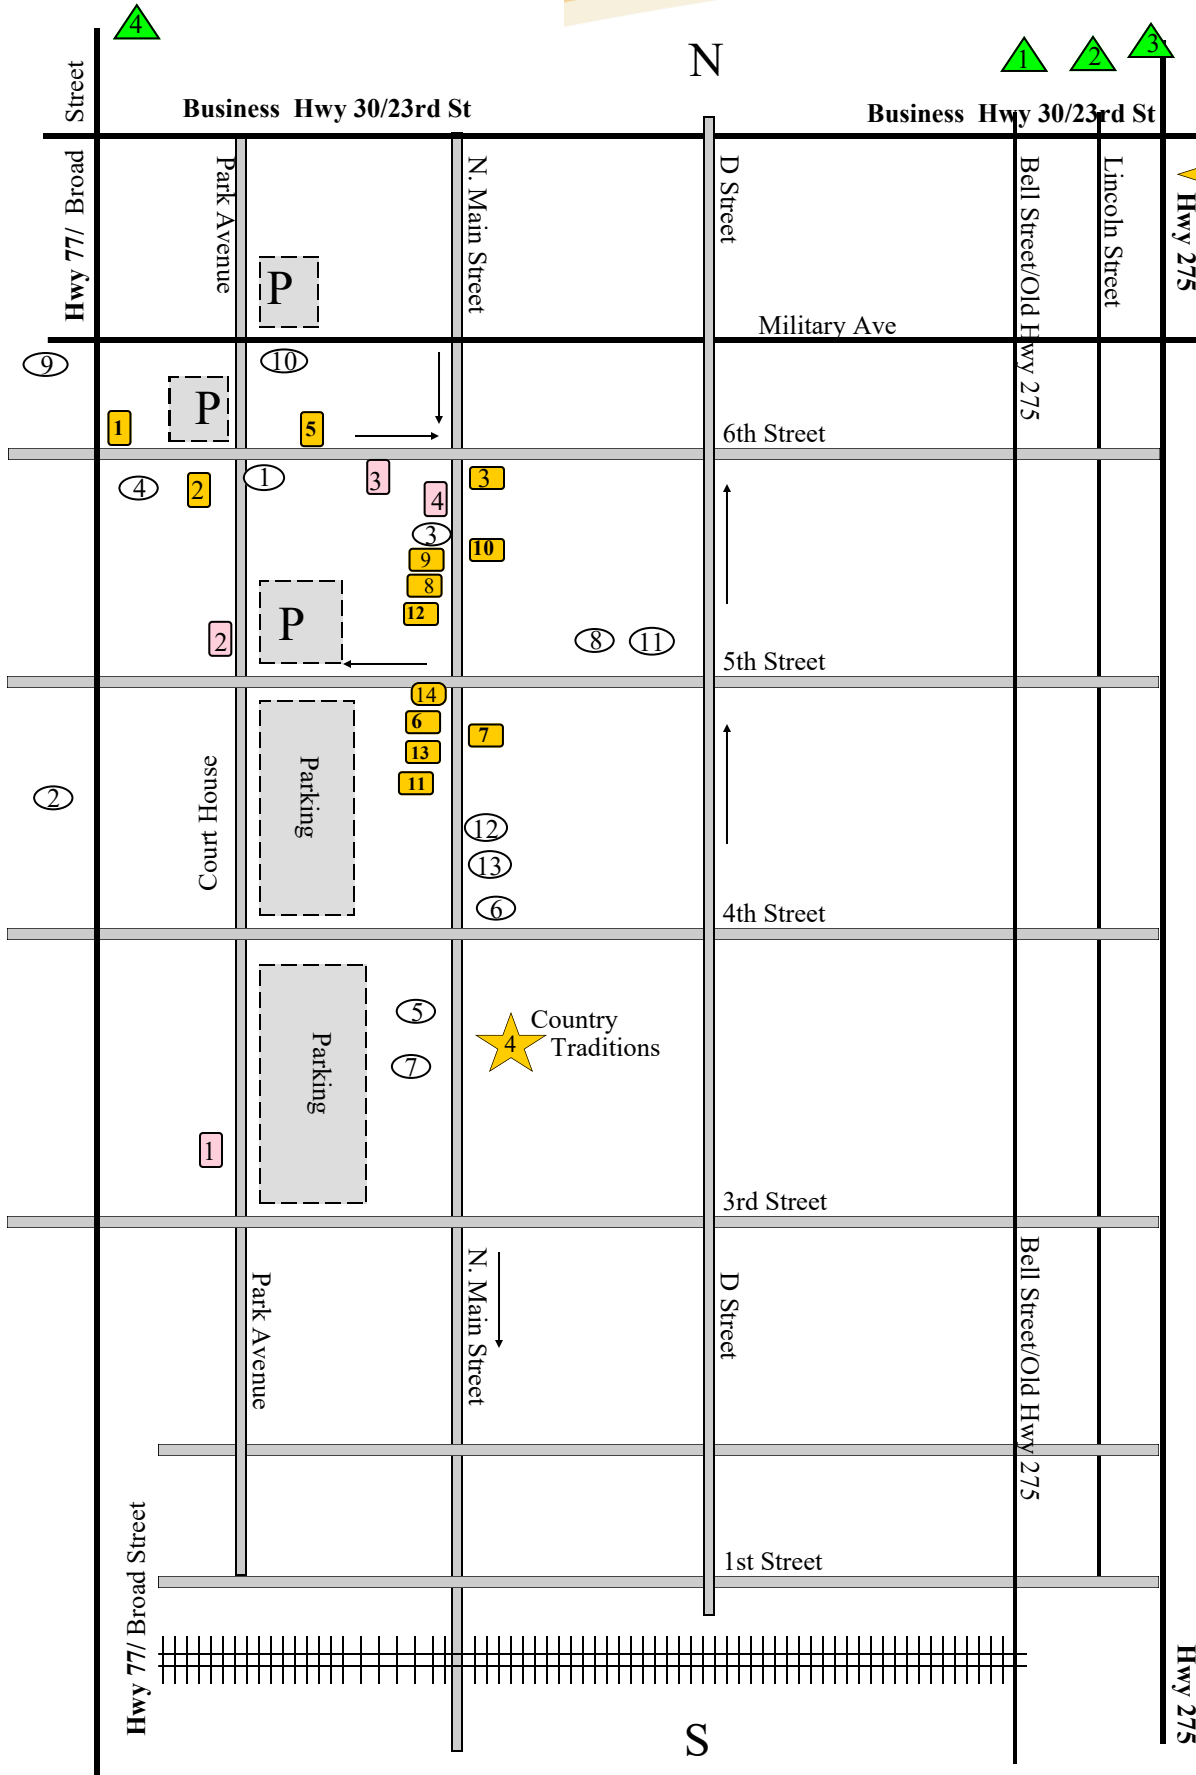 4
N
1
2
3
Street
Business Hwy 30/23rd St
Business Hwy 30/23rd St
Hwy 77/ Broad
Park Avenue
N. Main Street
D Street
Bell Street/Old Hwy 275
Lincoln Street
Hwy 275
P
Military Ave
9
10
P
1
5
6th Street
4
2
1
3
4
3
3
10
9
8
12
P
2
8
11
5th Street
14
6
7
13
11
Parking
Court House
2
12
13
6
4th Street
5
Country
4
Traditions
7
Parking
1
3rd Street
Park Avenue
N. Main Street
D Street
Bell Street/Old Hwy 275
1st Street
Hwy 77/ Broad Street
Hwy 275
S